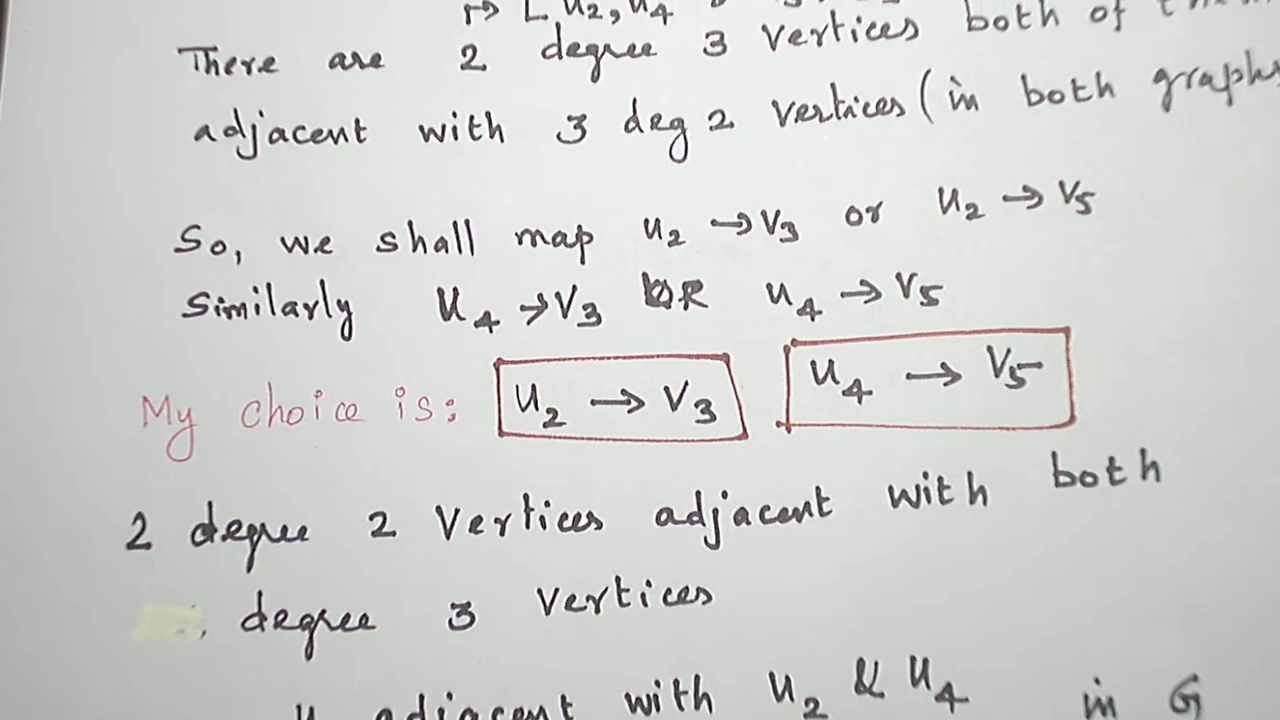 L, U2, U4
There are 2 degree 3 vertices both of
adjacent with 3 deg 2 vertices (in both graphs
So, we shall map U2 → V3 or U2 → V5
Similarly U4 → V3 OR U4 → V5
My choice is: U2 → V3 U4 → V5
2 degree 2 Vertices adjacent with both
degree 3 vertices
adjacent with U2 & U4 in G